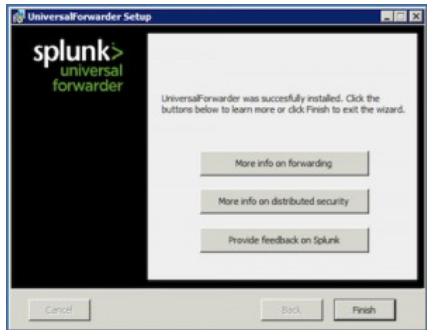 UniversalForwarder Setup
splunk>
universal
forwarder
UniversalForwarder was succesfully installed. Click the
buttons below to learn more or click Finish to exit the wizard.
More info on forwarding
More info on distributed security
Provide feedback on Splunk
Cancel
Back
Finish